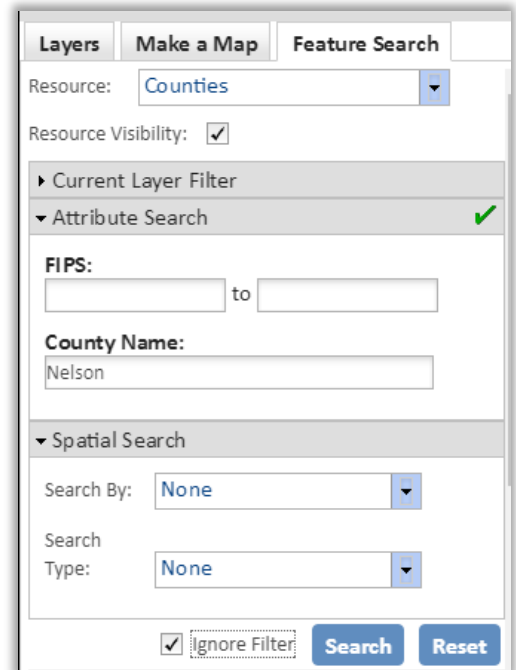 Layers Make a Map Feature Search
Resource: Counties
Resource Visibility:
Current Layer Filter
Attribute Search
FIPS:
to
County Name:
Nelson
Spatial Search
Search By: None
Search
Type: None
Ignore Filter Search Reset